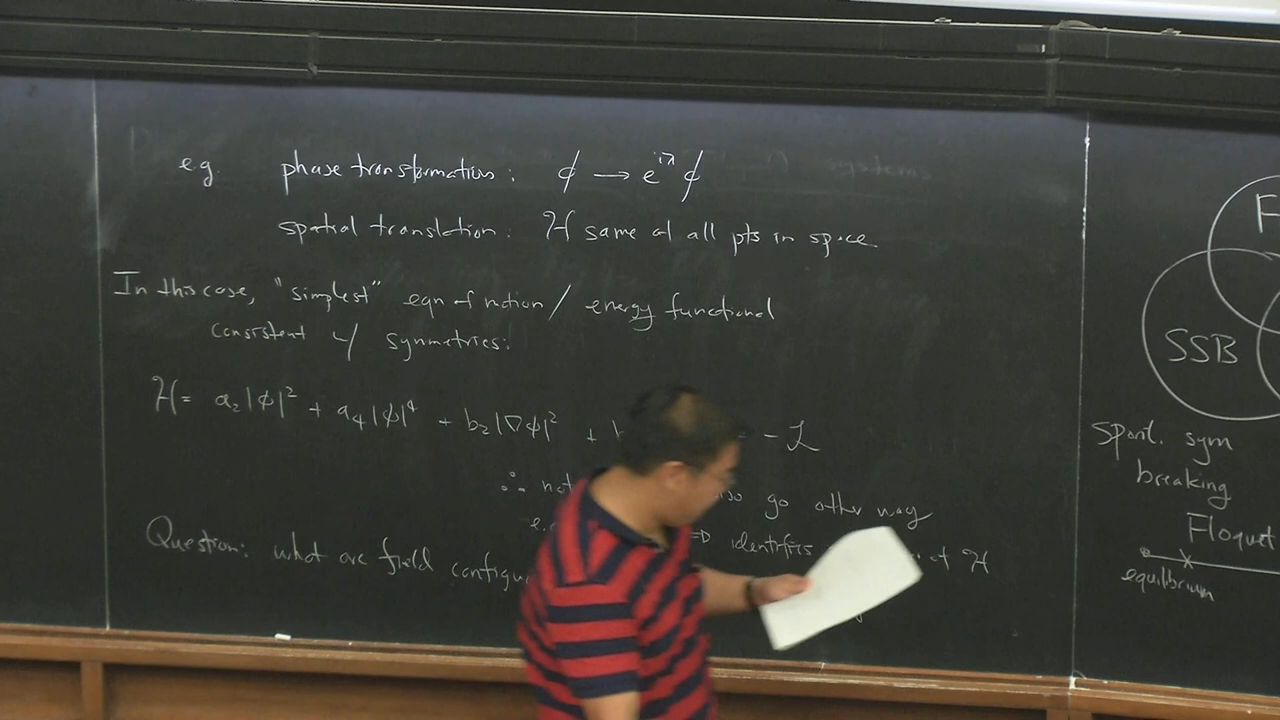 e.g. phase transformations: ϕ → e^{iλ} ϕ
spatial translation: H same at all pts in space
In this case, "simplest" eqn of motion / energy functional
consistent w/ symmetries:
H = a₂|ϕ|² + a₄|ϕ|⁴ + b₂|∇ϕ|² + = -L
∴ go other way
⇒ identifies of H
Question: what are field
systems
F
SSB
Spont. sym
breaking
Floquet
equilibrium